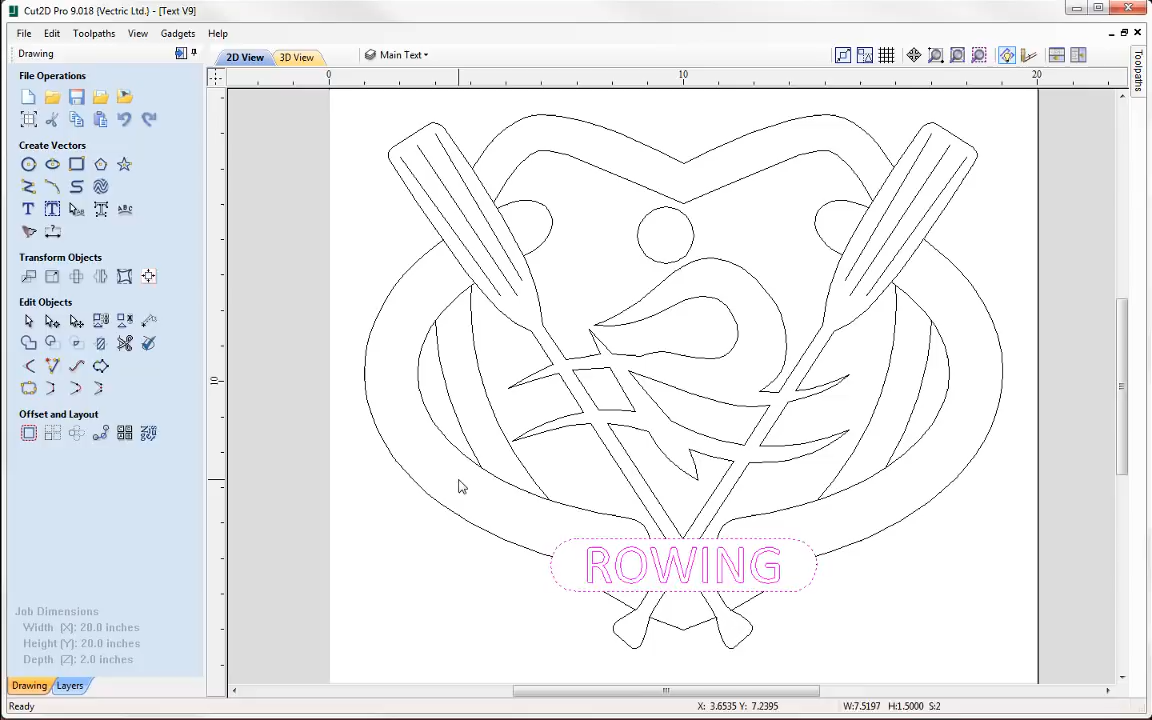 Cut2D Pro 9.018 {Vectric Ltd.} - [Text V9]
File Edit Toolpaths View Gadgets Help
Drawing
2D View 3D View Main Text
Toolpaths
File Operations
Create Vectors
Transform Objects
Edit Objects
Offset and Layout
0 10 20
10
ROWING
Job Dimensions
Width [X]: 20.0 inches
Height [Y]: 20.0 inches
Depth [Z]: 2.0 inches
Drawing Layers
Ready
X: 3.6535 Y: 7.2395
W:7.5197 H:1.5000 S:2